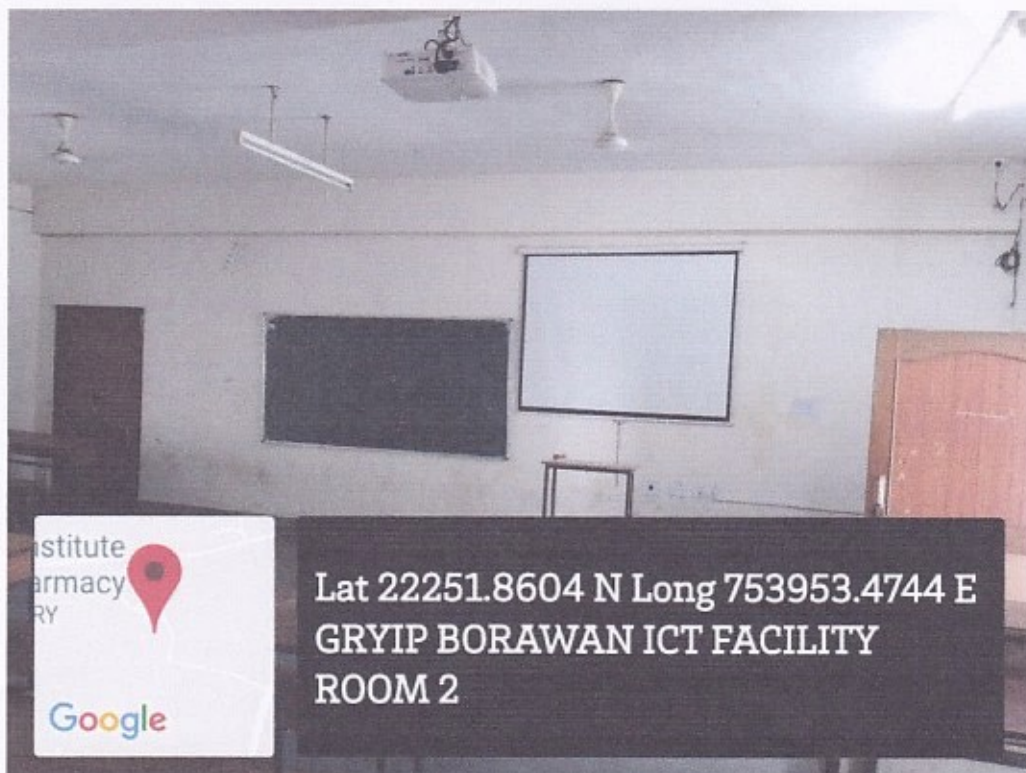 stitute
armacy
RY
Google
Lat 22251.8604 N Long 753953.4744 E
GRYIP BORAWAN ICT FACILITY
ROOM 2